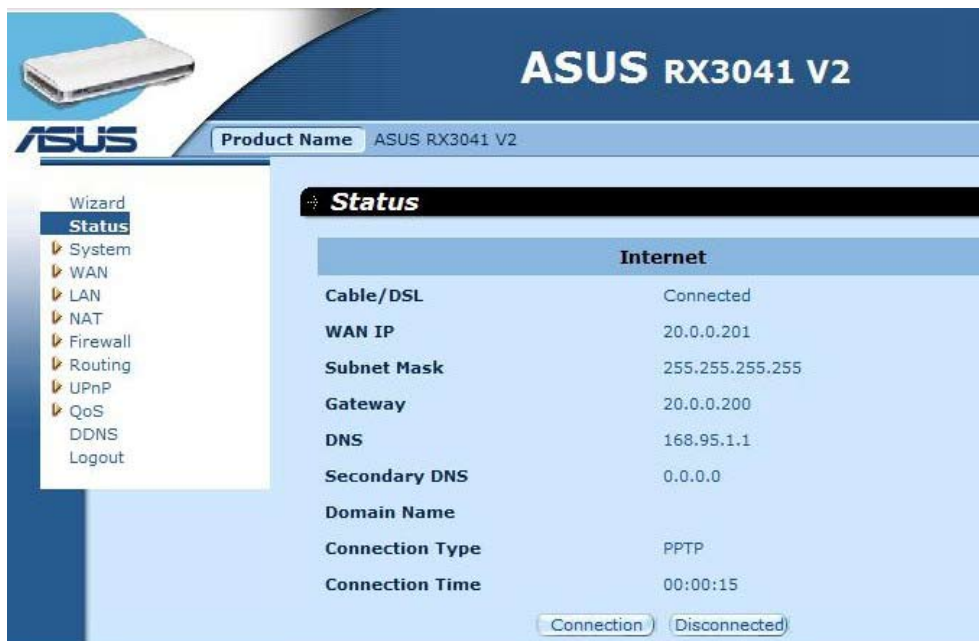 ASUS RX3041 V2
ASUS
Product Name ASUS RX3041 V2
Wizard
Status
System
WAN
LAN
NAT
Firewall
Routing
UPnP
QoS
DDNS
Logout
Status
Internet
Cable/DSL Connected
WAN IP 20.0.0.201
Subnet Mask 255.255.255.255
Gateway 20.0.0.200
DNS 168.95.1.1
Secondary DNS 0.0.0.0
Domain Name
Connection Type PPTP
Connection Time 00:00:15
Connection Disconnected